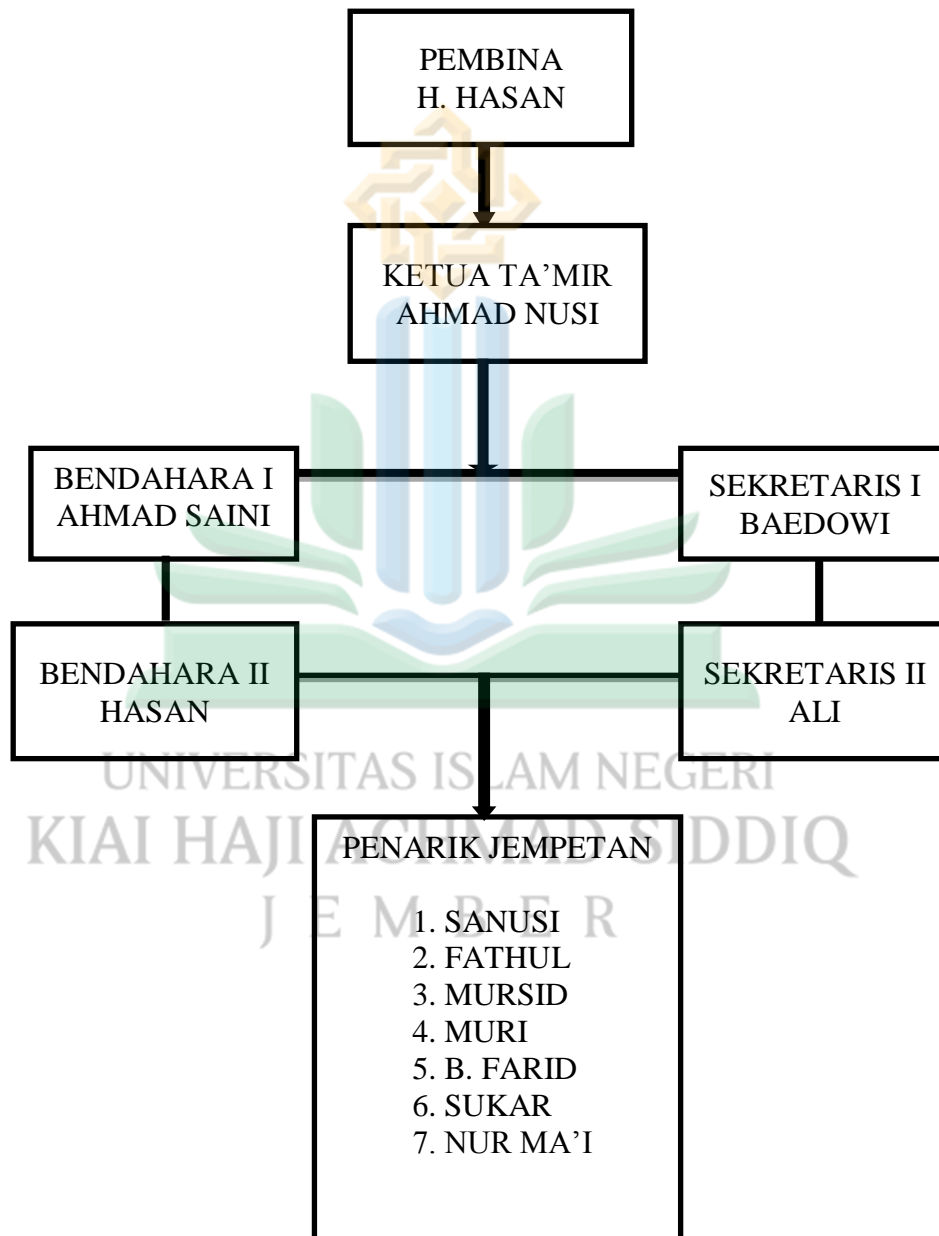 PEMBINA
H. HASAN
KETUA TA’MIR
AHMAD NUSI
BENDAHARA I
AHMAD SAINI
SEKRETARIS I
BAEDOWI
BENDAHARA II
HASAN
SEKRETARIS II
ALI
UNIVERSITAS ISLAM NEGERI
KIAI HAJI ACHMAD SIDDIQ
JEMBER
PENARIK JEMPETAN
1. SANUSI
2. FATHUL
3. MURSID
4. MURI
5. B. FARID
6. SUKAR
7. NUR MA’I